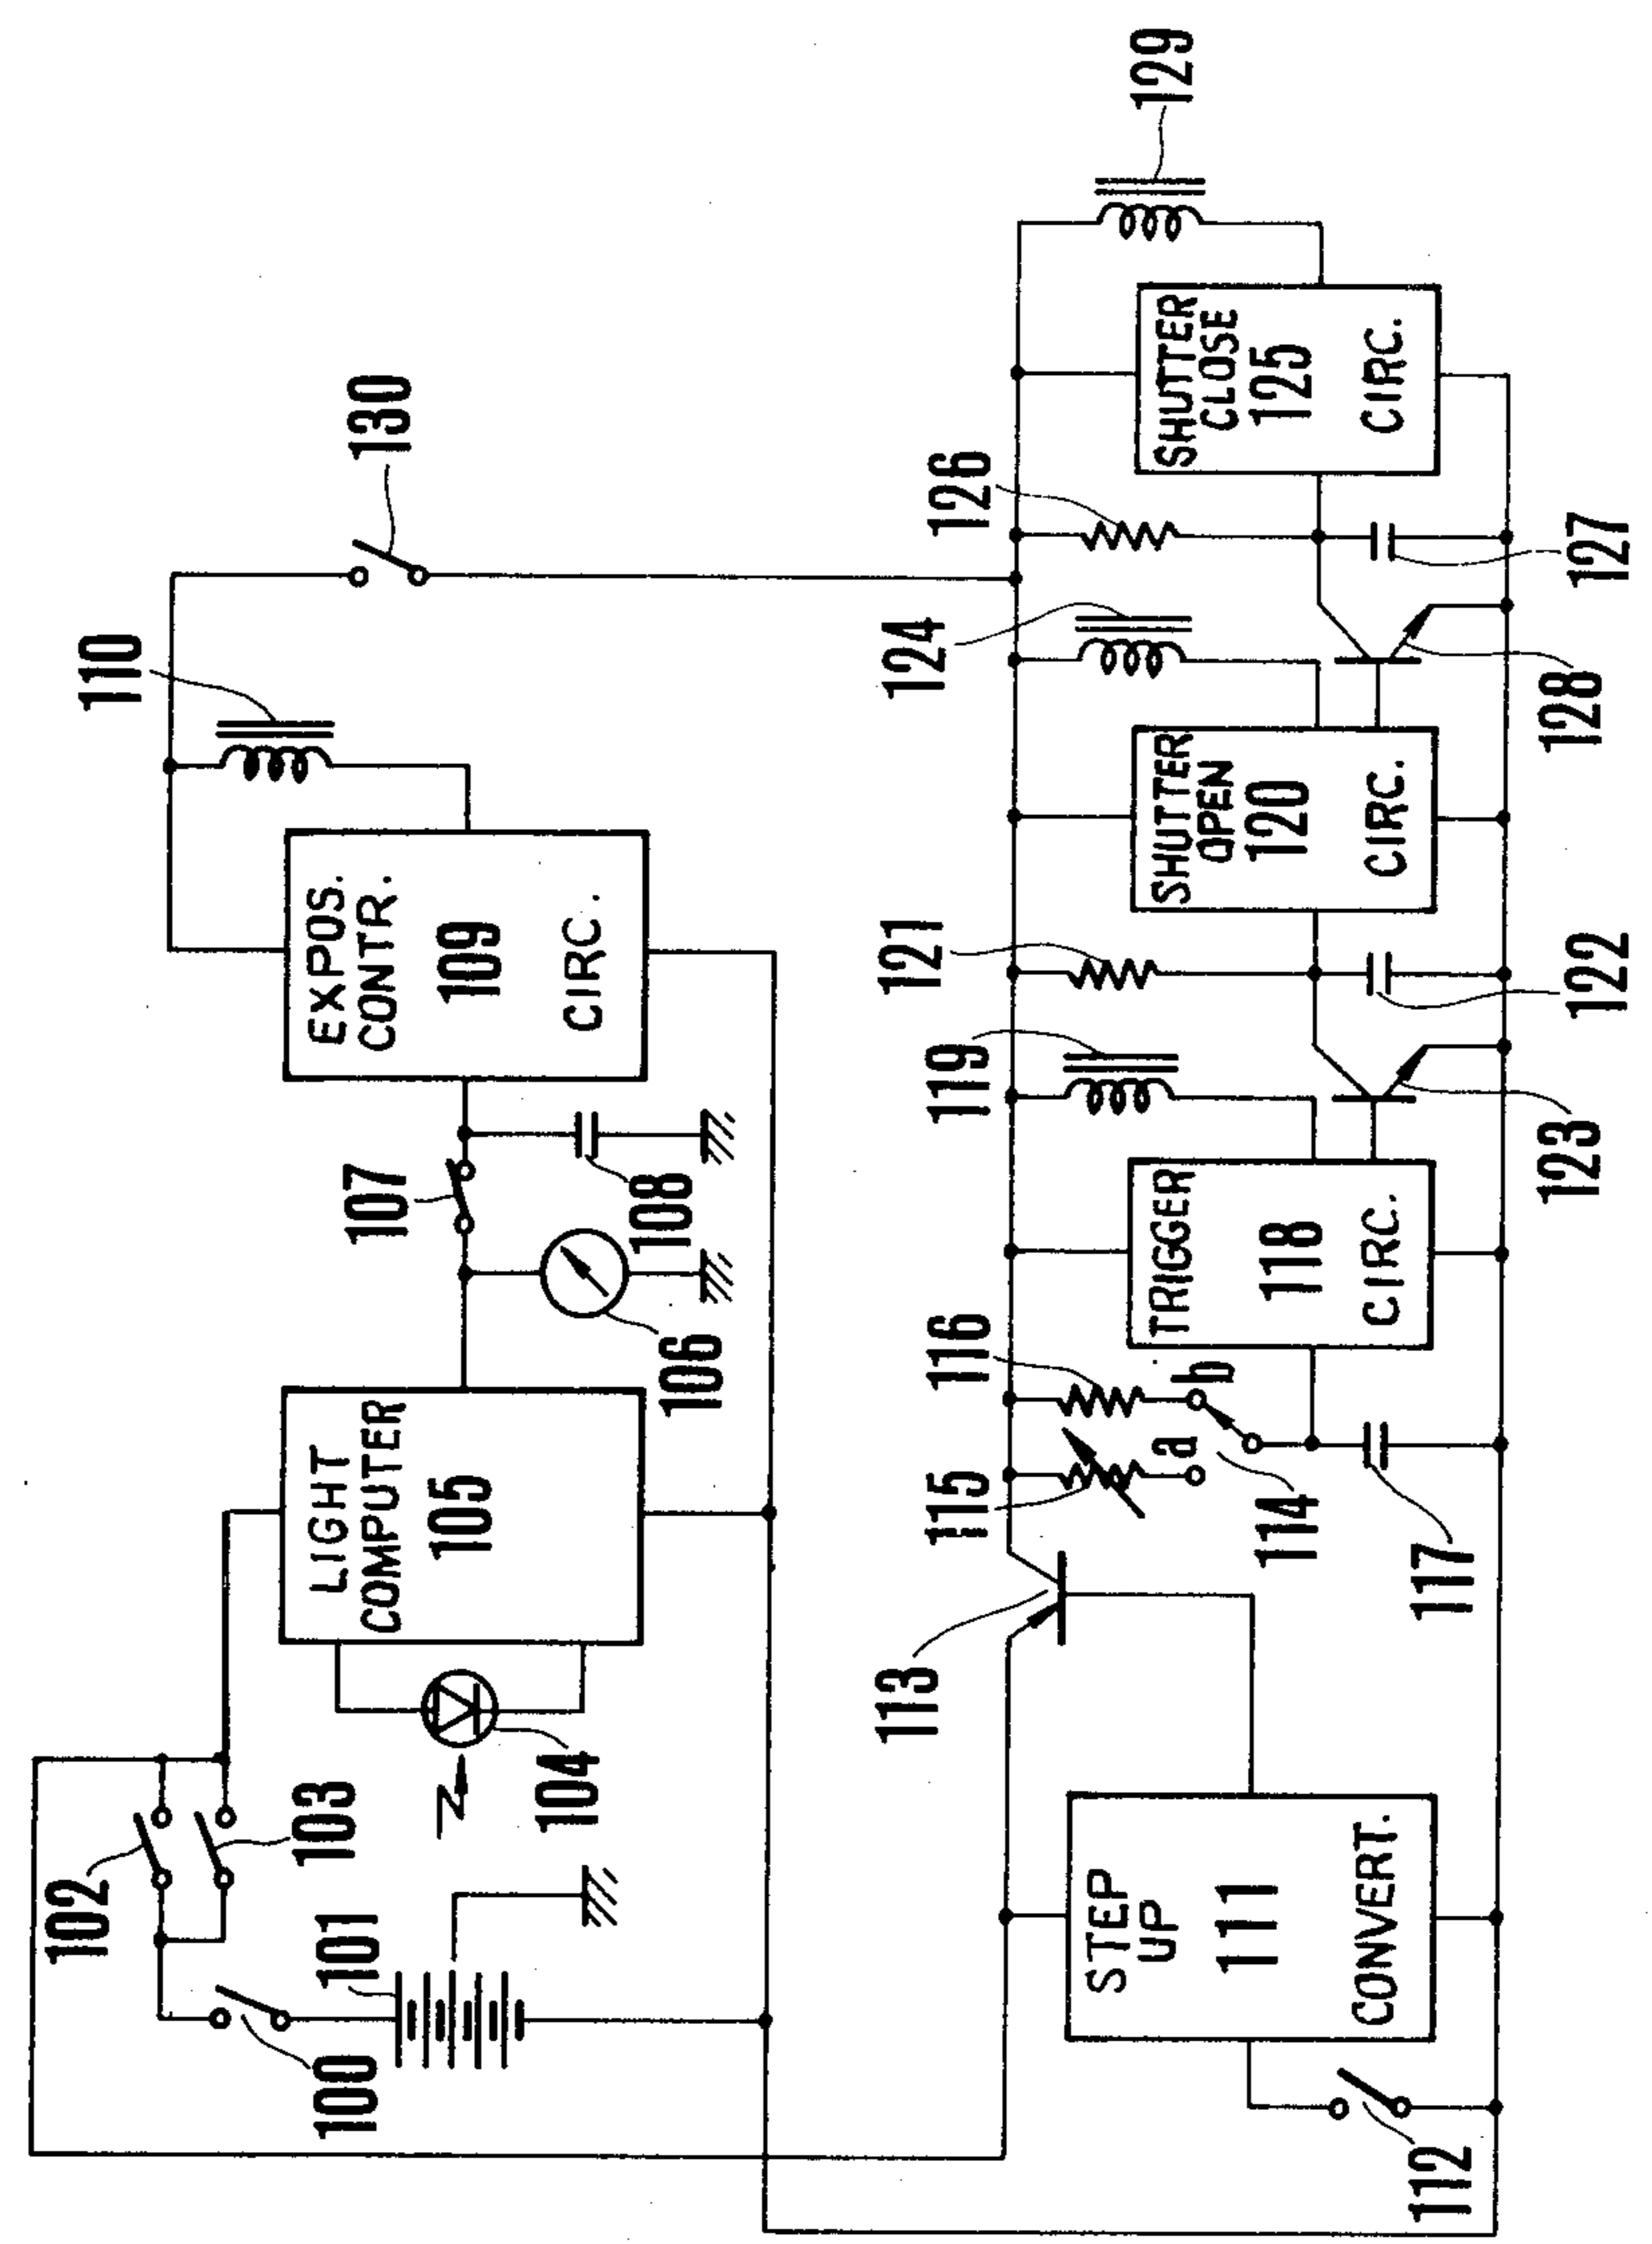 129
130
110
126
SHUTTER
CLOSE
125
CIRC.
127
124
EXPOS.
CONTR.
109
CIRC.
SHUTTER
OPEN
120
CIRC.
128
121
122
119
107
108
106
TRIGGER
118
CIRC.
123
116
b
115
a
114
117
LIGHT
COMPUTER
105
113
104
102
103
101
100
STEP
UP
111
CONVERT.
112